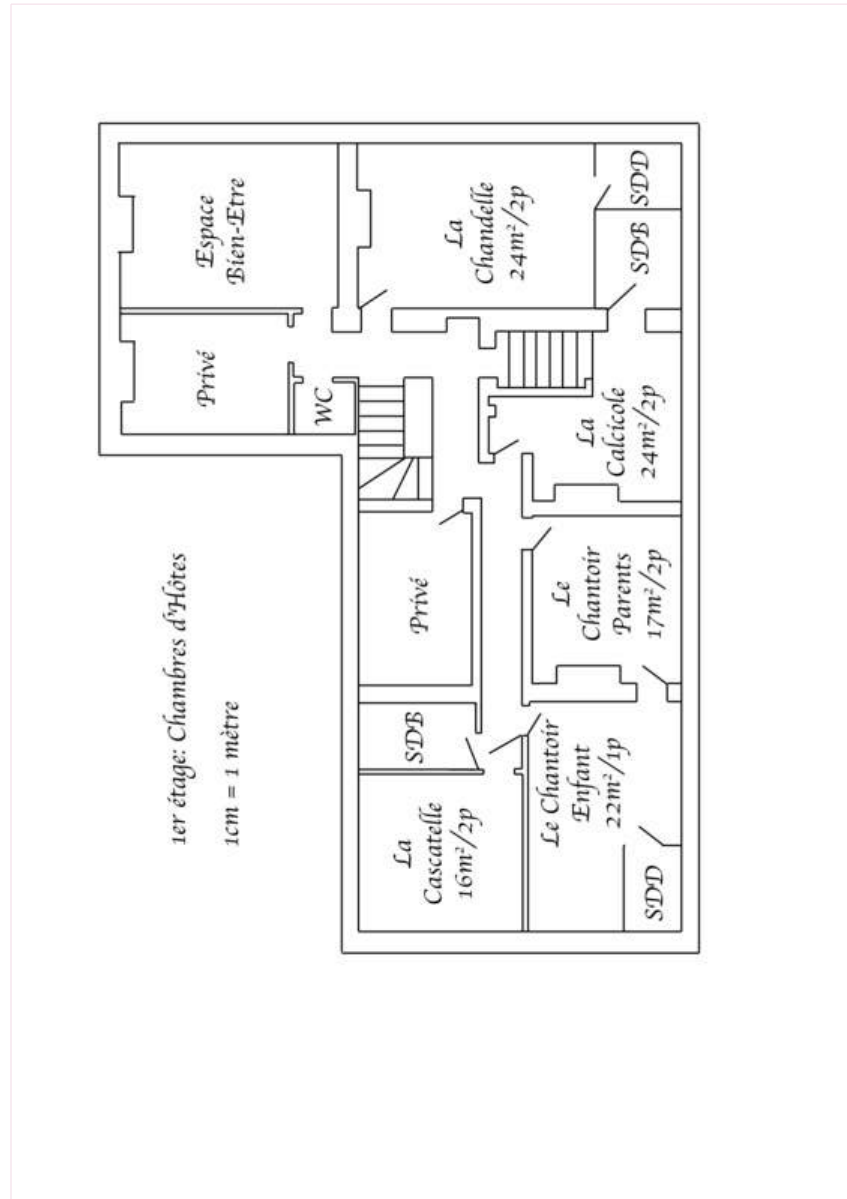 1er étage: Chambres d'Hôtes
1cm = 1 mètre
Privé
Espace
Bien-Etre
WC
La
Chandelle
24m²/2p
SDB
SDD
La
Cascatelle
16m²/2p
SDB
Privé
Le Chantoir
Enfant
22m²/1p
SDD
Le
Chantoir
Parents
17m²/2p
La
Calcicole
24m²/2p